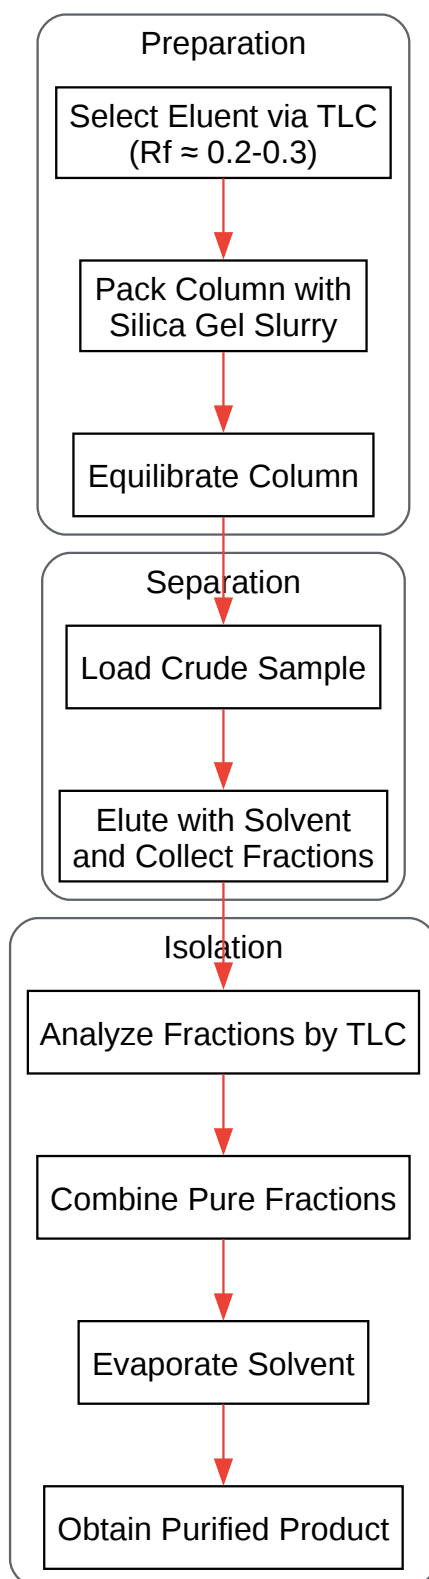 Preparation
Select Eluent via TLC
(Rf ≈ 0.2-0.3)
Pack Column with
Silica Gel Slurry
Equilibrate Column
Separation
Load Crude Sample
Elute with Solvent
and Collect Fractions
Isolation
Analyze Fractions by TLC
Combine Pure Fractions
Evaporate Solvent
Obtain Purified Product